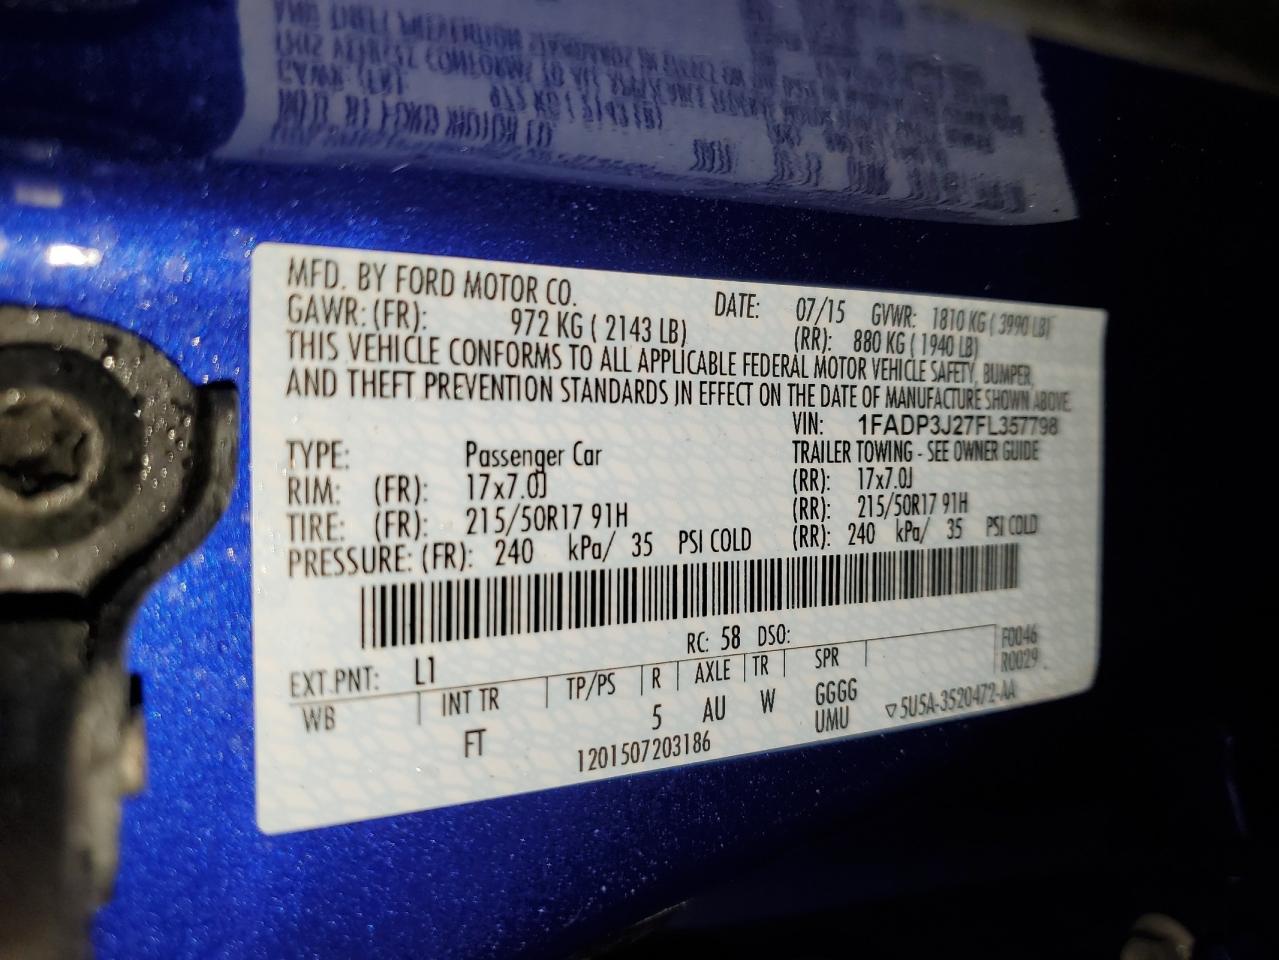 MFD. BY FORD MOTOR CO.
DATE: 07/15 GVWR: 1810 KG ( 3990 LB)
GAWR: (FR): 972 KG ( 2143 LB) (RR): 880 KG ( 1940 LB)
THIS VEHICLE CONFORMS TO ALL APPLICABLE FEDERAL MOTOR VEHICLE SAFETY, BUMPER,
AND THEFT PREVENTION STANDARDS IN EFFECT ON THE DATE OF MANUFACTURE SHOWN ABOVE.
VIN: 1FADP3J27FL357798
TYPE: Passenger Car TRAILER TOWING - SEE OWNER GUIDE
RIM: (FR): 17x7.0J (RR): 17x7.0J
TIRE: (FR): 215/50R17 91H (RR): 215/50R17 91H
PRESSURE: (FR): 240 kPa/ 35 PSI COLD (RR): 240 kPa/ 35 PSI COLD
RC: 58 DSO:
F0046
R0029
EXT.PNT: L1
WB INT TR TP/PS R AXLE TR SPR
FT 5 AU W GGGG
UMU
▽5U5A-3520472-AA
1201507203186